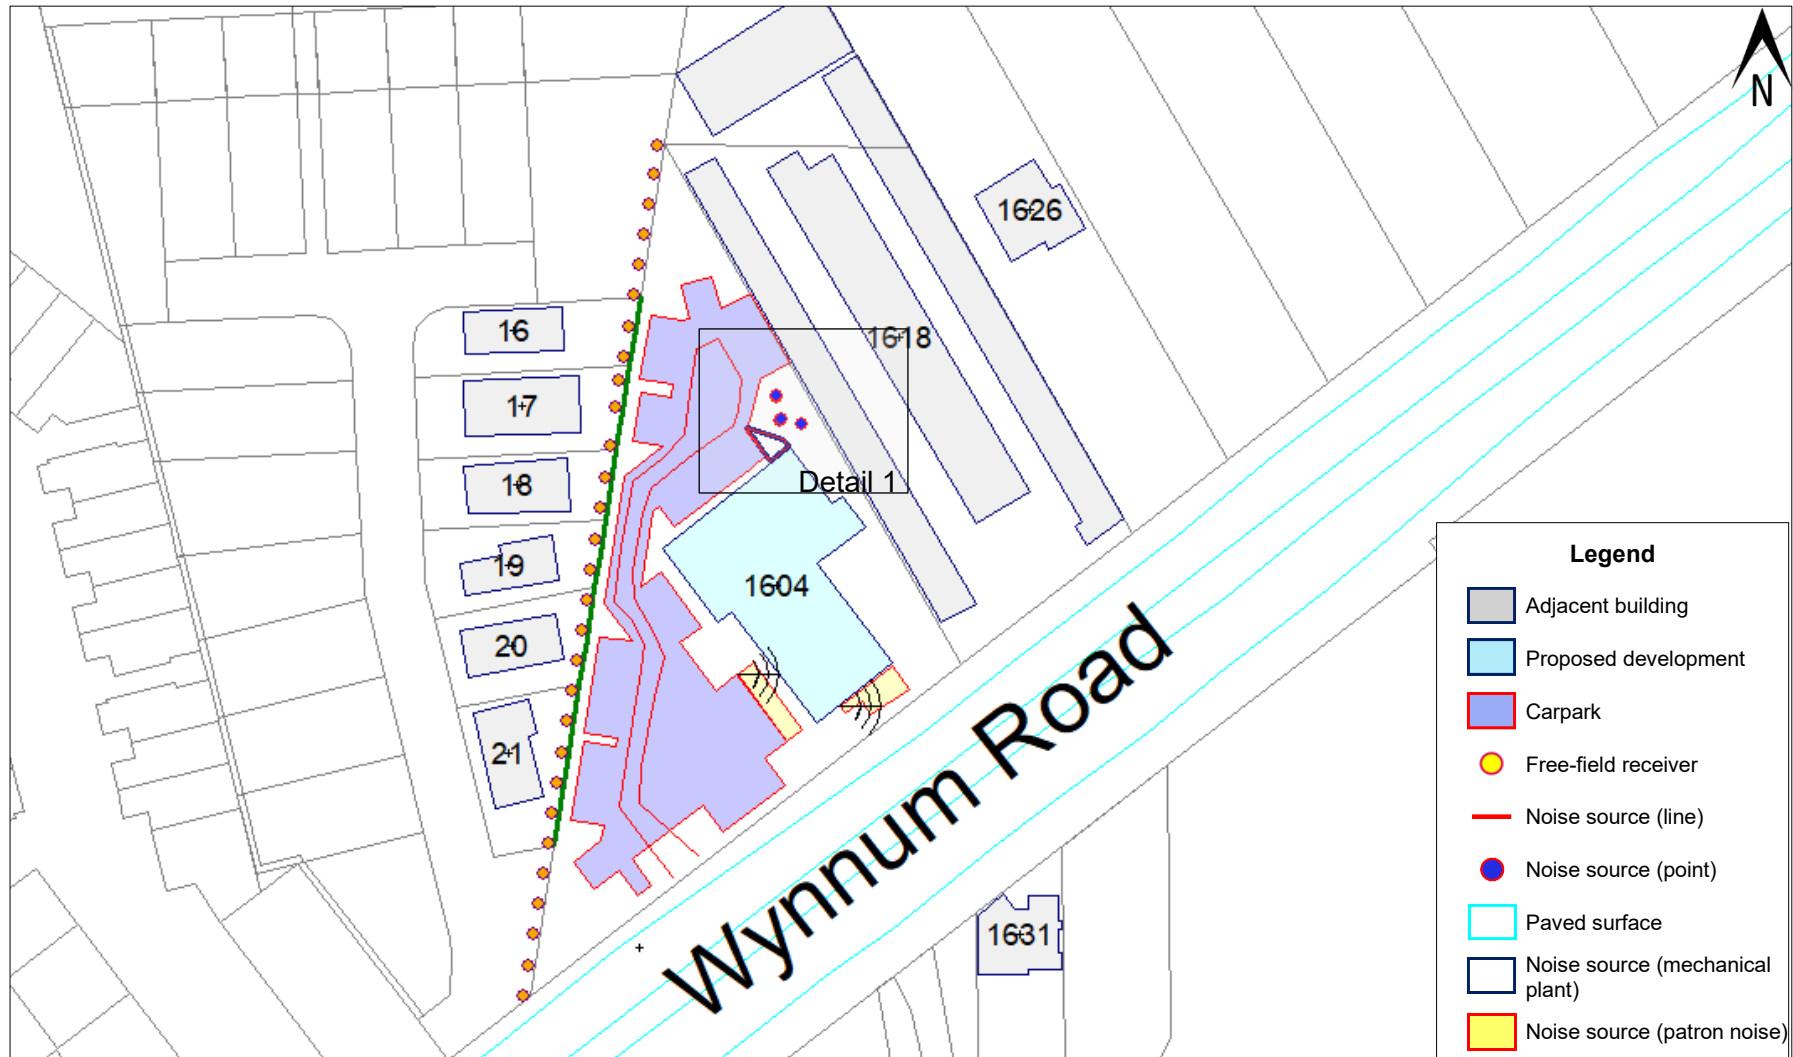 N
1626
16
1618
17
18
Detail 1
19
1604
20
21
Wynnum Road
1631
Legend
Adjacent building
Proposed development
Carpark
Free-field receiver
Noise source (line)
Noise source (point)
Paved surface
Noise source (mechanical
plant)
Noise source (patron noise)